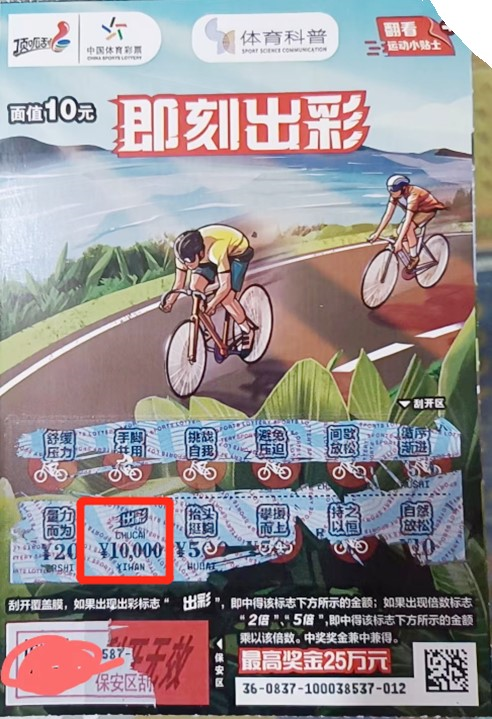 顶呱刮
中国体育彩票
CHINA SPORTS LOTTERY
体育科普
SPORT SCIENCE COMMUNICATION
翻看
运动小贴士
面值10元
即刻出彩
刮开区
舒缓 手脚 挑战 避免 间歇 循序
压力 并用 自我 压迫 放松 渐进
量力 出彩 抬头 攀援 持之 自然
而为 CHUCAI 挺胸 而上 以恒 放松
¥20 ¥10,000 ¥5
YIWAN
刮开覆盖膜，如果出现出彩标志“出彩”，即中得该标志下方所示的金额；如果出现倍数标志
“2倍”、“5倍”，即中得该标志下方所示的金额
乘以该倍数。中奖奖金兼中兼得。
最高奖金25万元
587-
刮开无效
保安区刮
保安区
36-0837-100038537-012